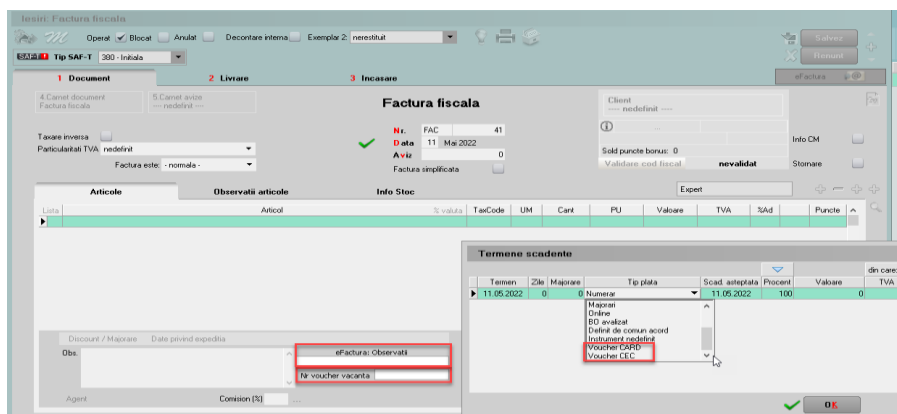 Iesiri: Factura fiscala
Operat Blocat Anulat Decontare interna Exemplar 2: nerestituit Salvez
SAFT Tip SAF-T 380 - Initiala Renunt
1 Document 2 Livrare 3 Incasare eFactura
4.Carnet document 5.Carnet avize Client
Factura fiscala --- nedefinit --- ---- nedefinit ----
Factura fiscala
Nr. FAC 41
Taxare inversa Data 11 Mai 2022 Info CM
Particularitati TVA nedefinit Aviz 0 Sold puncte bonus: 0
Factura este: - normala - Factura simplificata Validare cod fiscal nevalidat Stornare
Articole Observatii articole Info Stoc Expert
Lista Articol % valuta TaxCode UM Cant PU Valoare TVA %Ad Puncte
Termene scadente
din care:
Termen Zile Majorare Tip plata Scad. asteptata Procent Valoare TVA
11.05.2022 0 0 Numerar 11.05.2022 100 0
Majorari
Online
BO avalizat
Definit de comun acord
Instrument nedefinit
Voucher CARD
Voucher CEC
Discount / Majorare Date privind expeditia
Obs. eFactura: Observatii
Nr voucher vacanta
Agent Comision (%) ...
OK